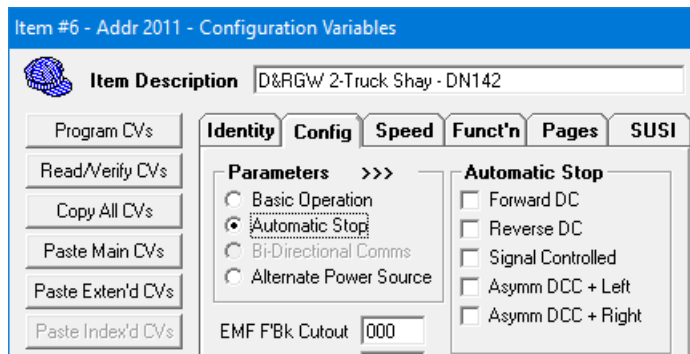 Item #6 - Addr 2011 - Configuration Variables
Item Description D&RGW 2-Truck Shay - DN142
Program CVs
Read/Verify CVs
Copy All CVs
Paste Main CVs
Paste Exten'd CVs
Paste Index'd CVs
Identity Config Speed Funct'n Pages SUSI
Parameters >>>
Basic Operation
Automatic Stop
Bi-Directional Comms
Alternate Power Source
EMF F'Bk Cutout 000
Automatic Stop
Forward DC
Reverse DC
Signal Controlled
Asymm DCC + Left
Asymm DCC + Right